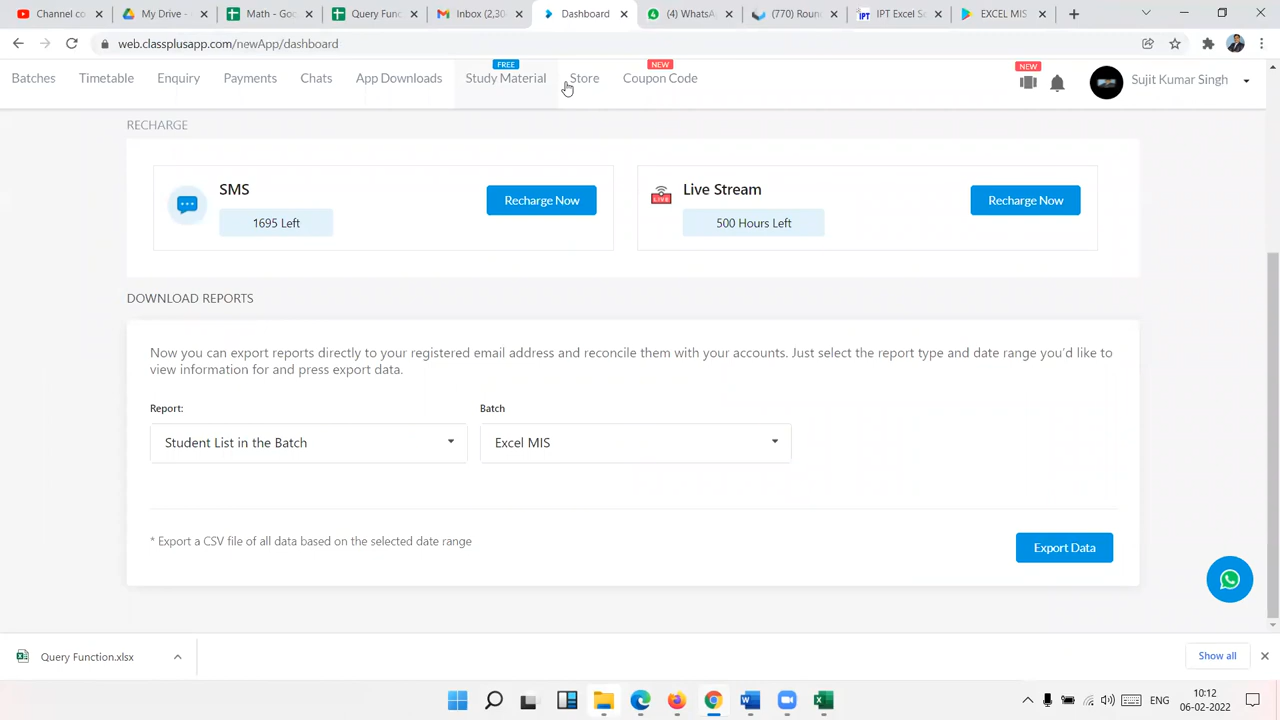 Channel co
My Drive -
Math - Goo
Query Func
Inbox (2,30
Dashboard
(4) WhatsA
(770) Roun
IPT Excel Sc
EXCEL MIS
web.classplusapp.com/newApp/dashboard
FREE
NEW
NEW
Batches
Timetable
Enquiry
Payments
Chats
App Downloads
Study Material
Store
Coupon Code
Sujit Kumar Singh
RECHARGE
SMS
1695 Left
Recharge Now
LIVE
Live Stream
500 Hours Left
Recharge Now
DOWNLOAD REPORTS
Now you can export reports directly to your registered email address and reconcile them with your accounts. Just select the report type and date range you'd like to
view information for and press export data.
Report:
Batch
Student List in the Batch
Excel MIS
* Export a CSV file of all data based on the selected date range
Export Data
Query Function.xlsx
Show all
ENG
10:12
06-02-2022